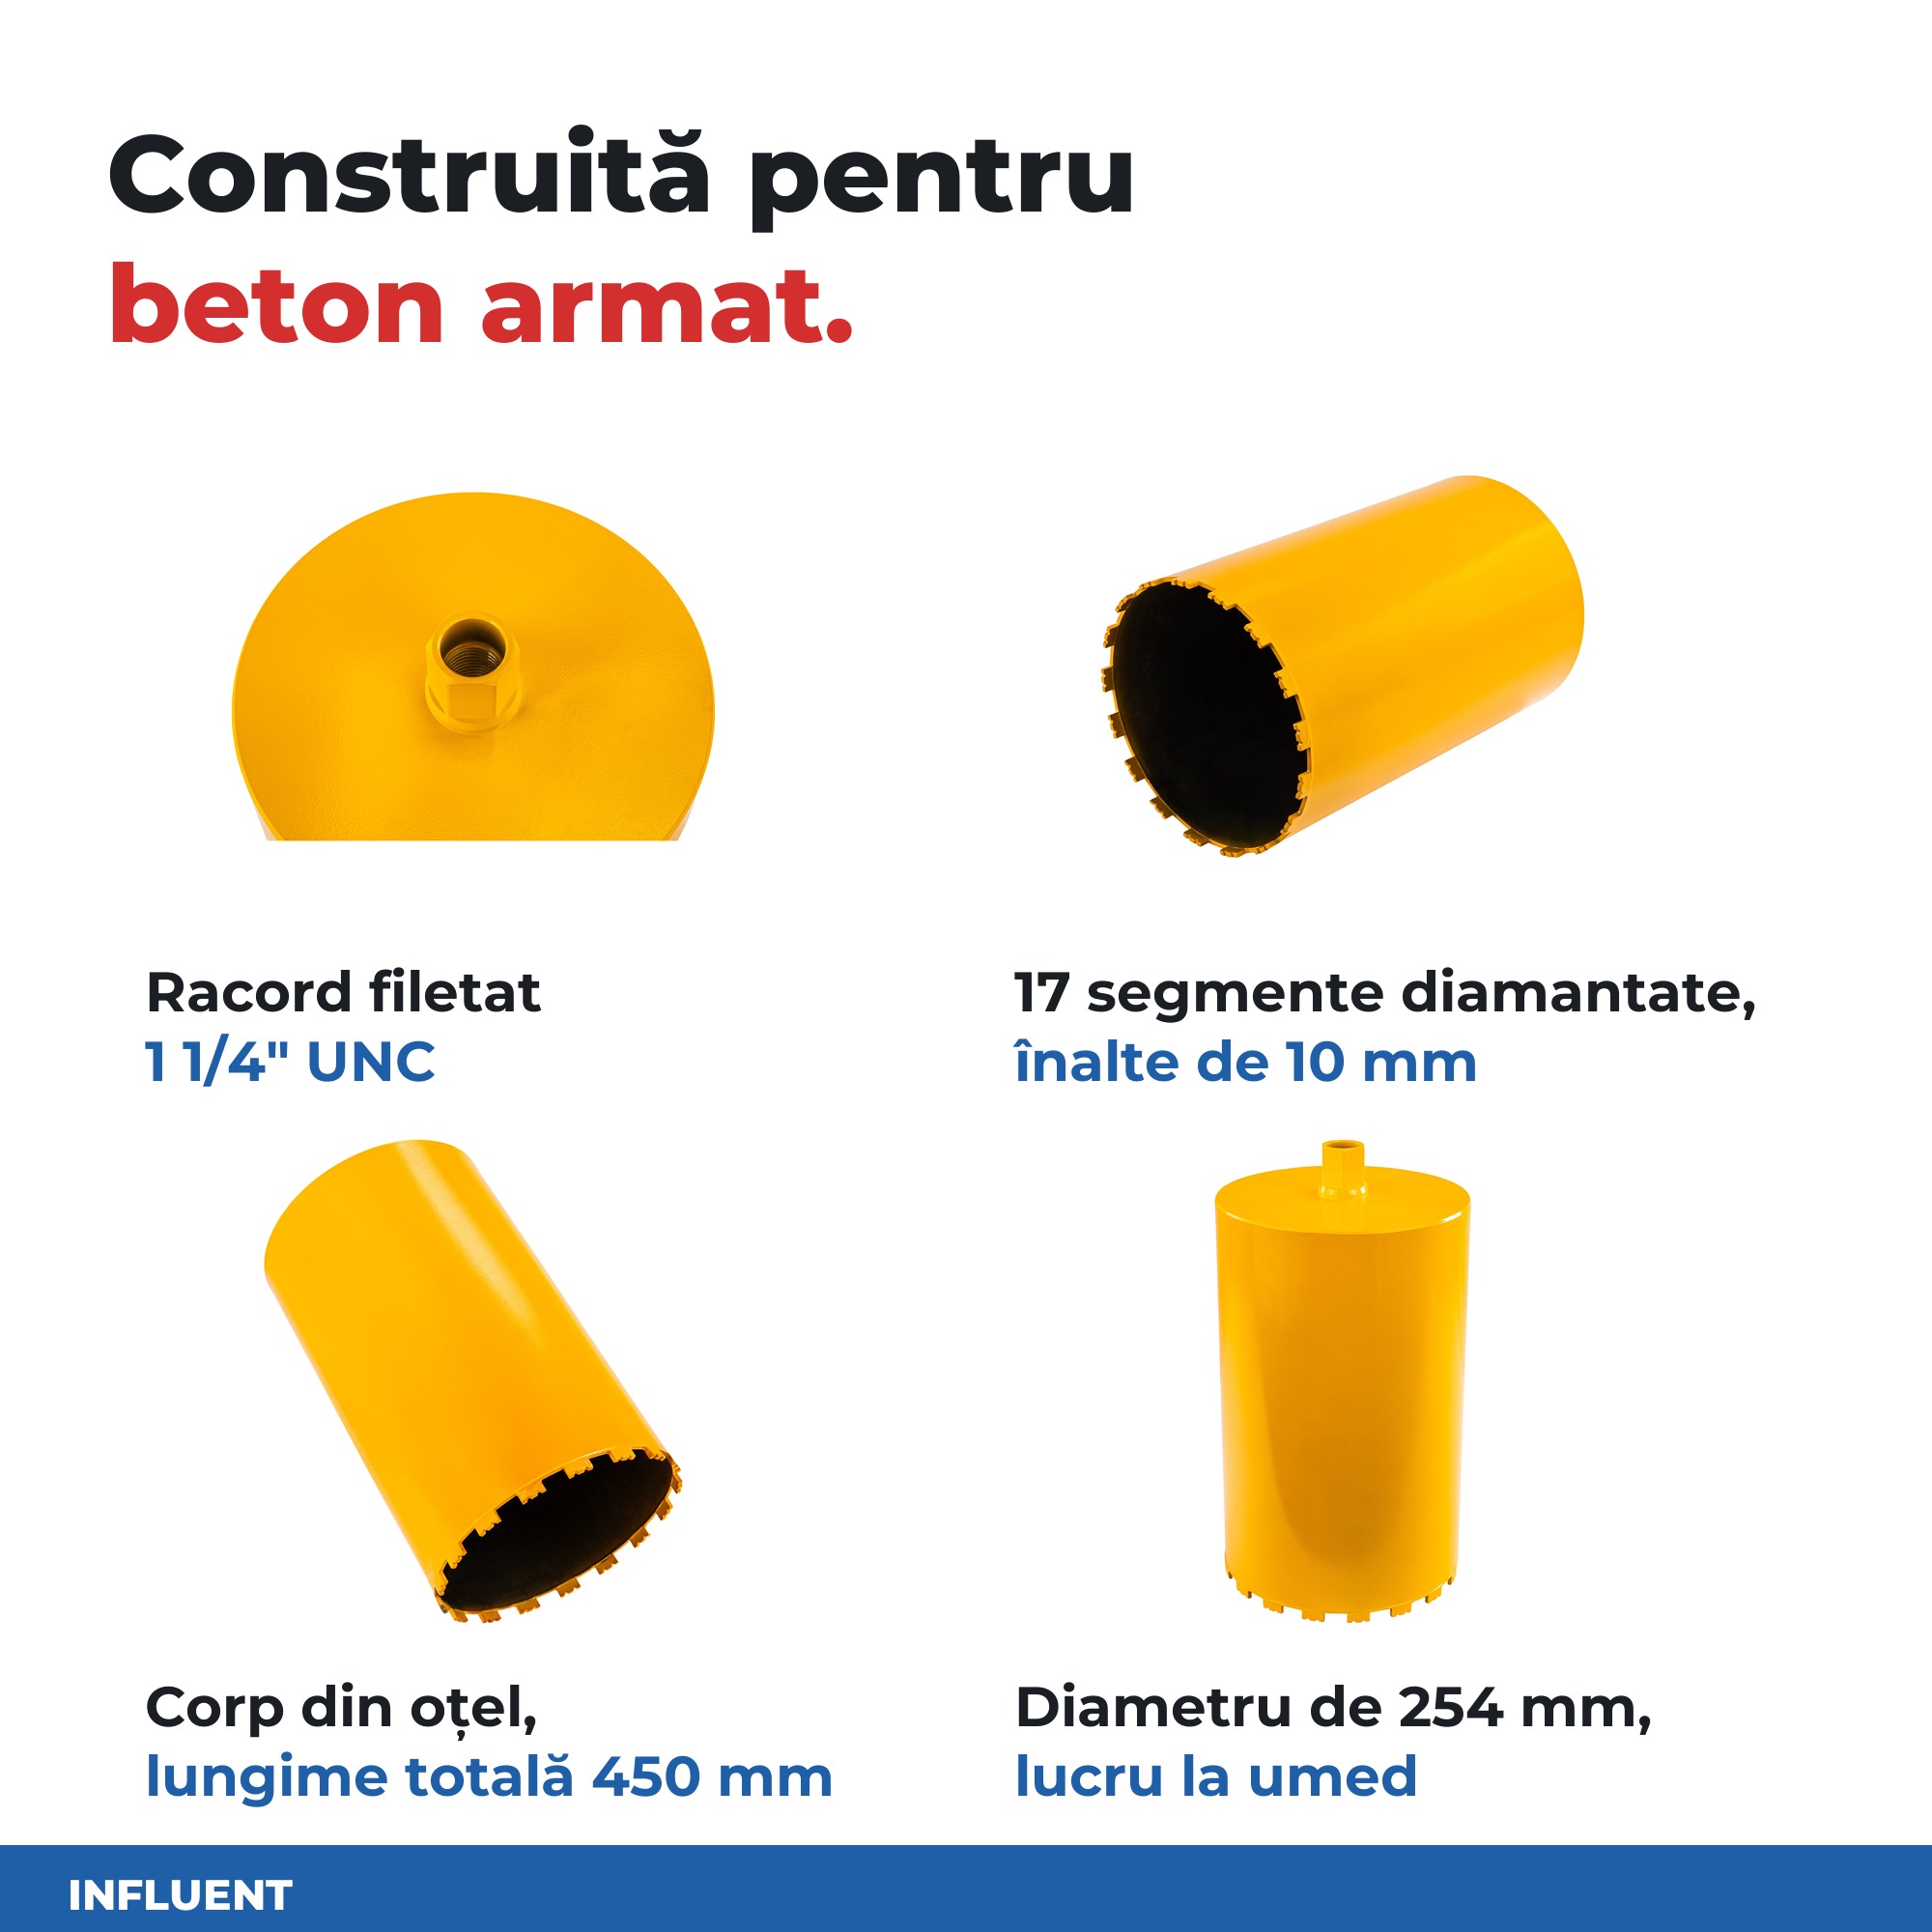 Construită pentru
beton armat.
Racord filetat
1 1/4" UNC
17 segmente diamantate,
înalte de 10 mm
Corp din oțel,
lungime totală 450 mm
Diametru de 254 mm,
lucru la umed
INFLUENT